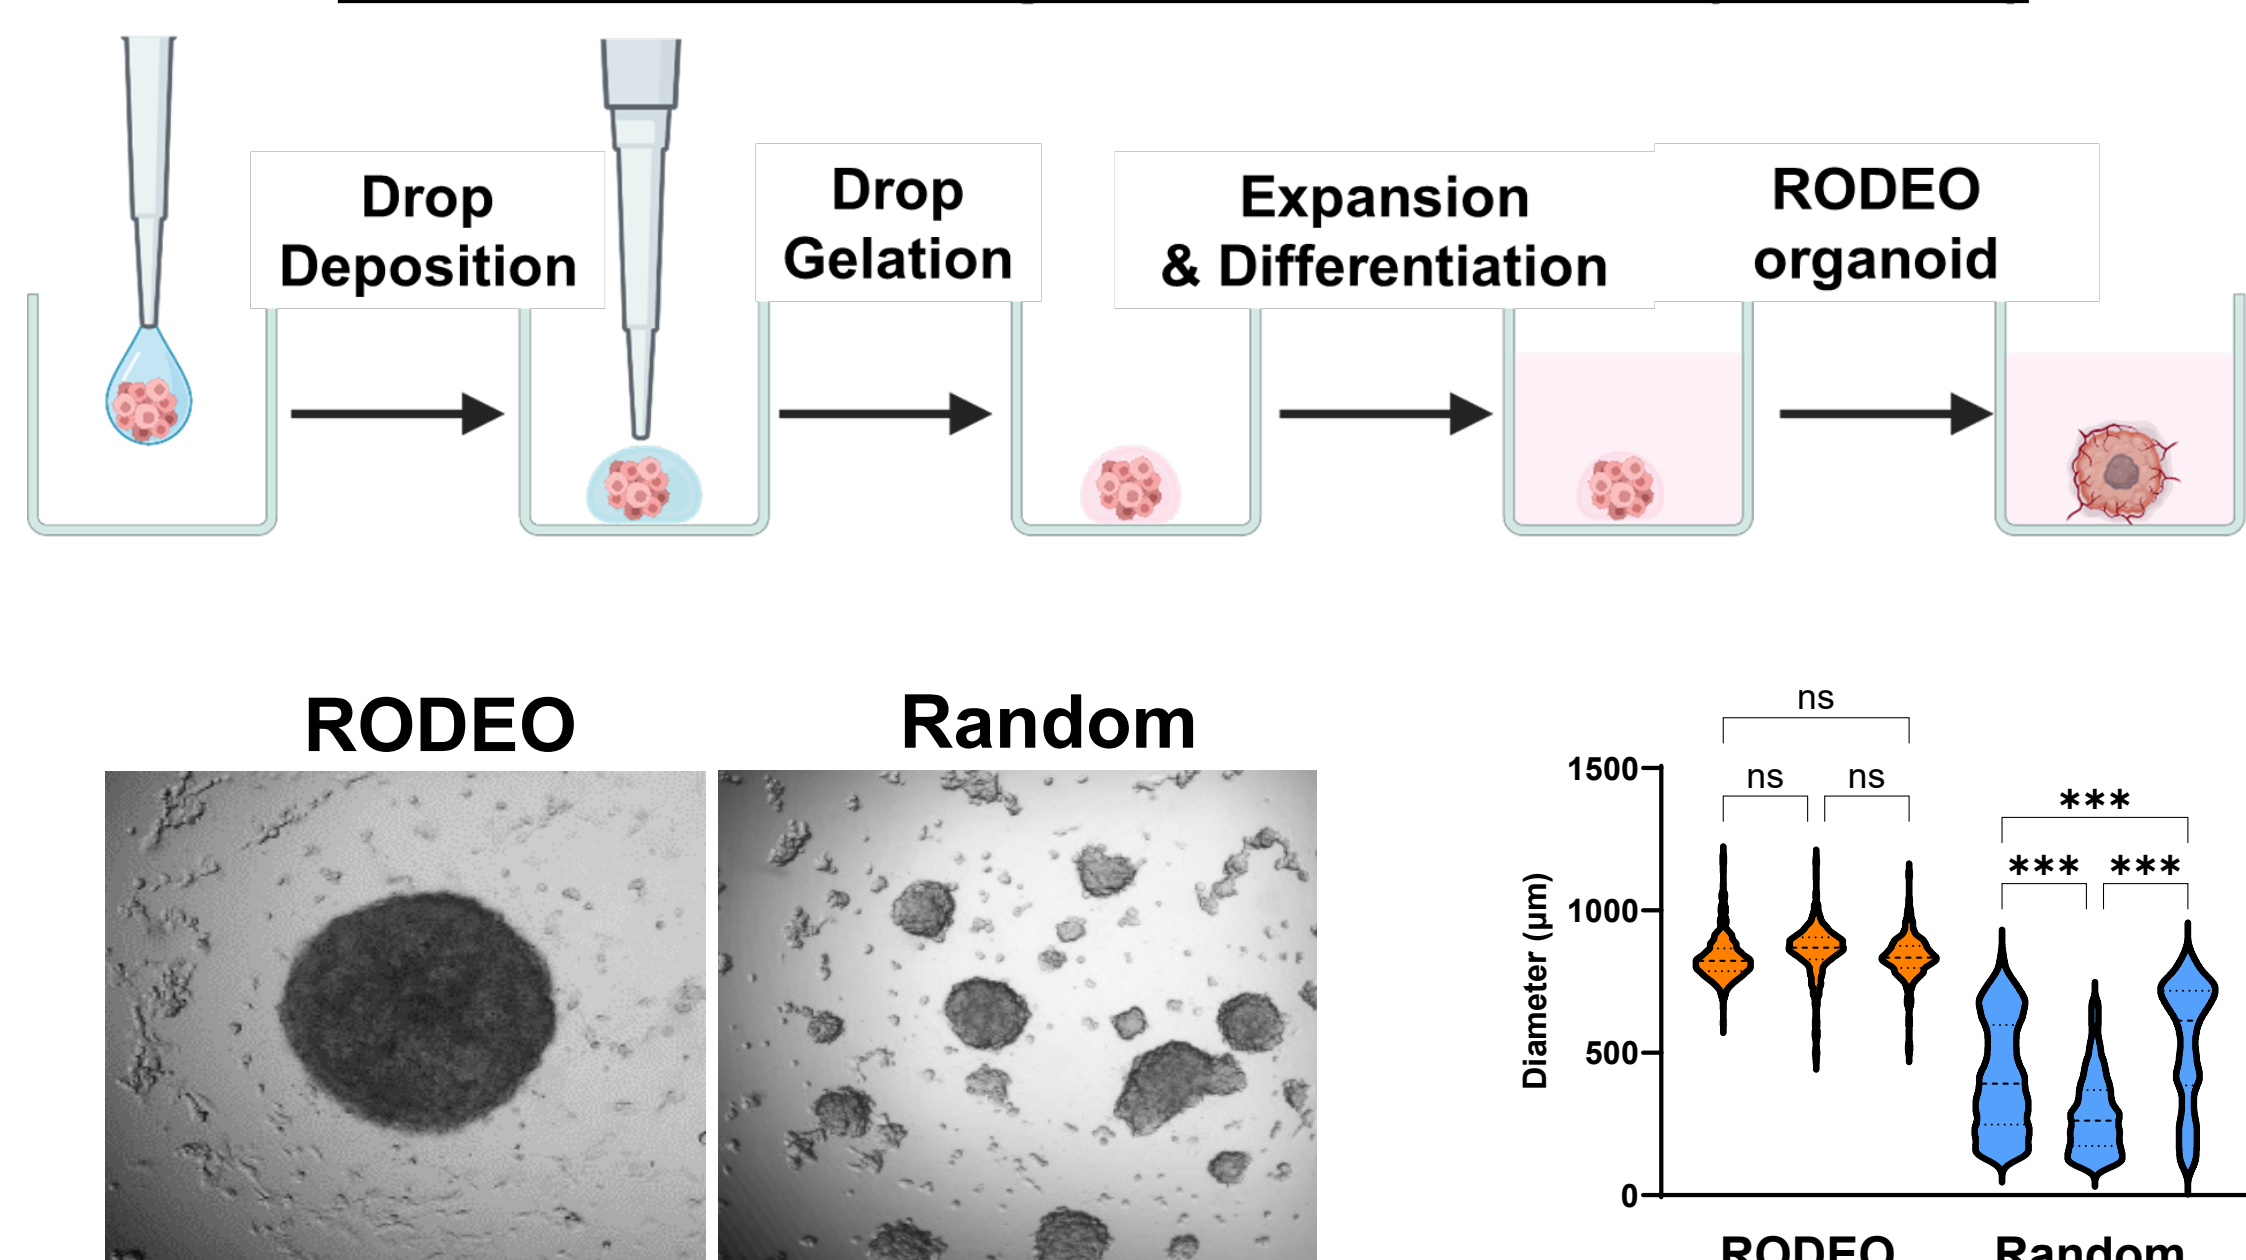 Drop
Deposition
Drop
Gelation
Expansion
& Differentiation
RODEO
organoid
RODEO
Random
ns
ns
ns
***
***
***
Diameter (μm)
1500
1000
500
0
RODEO
Random